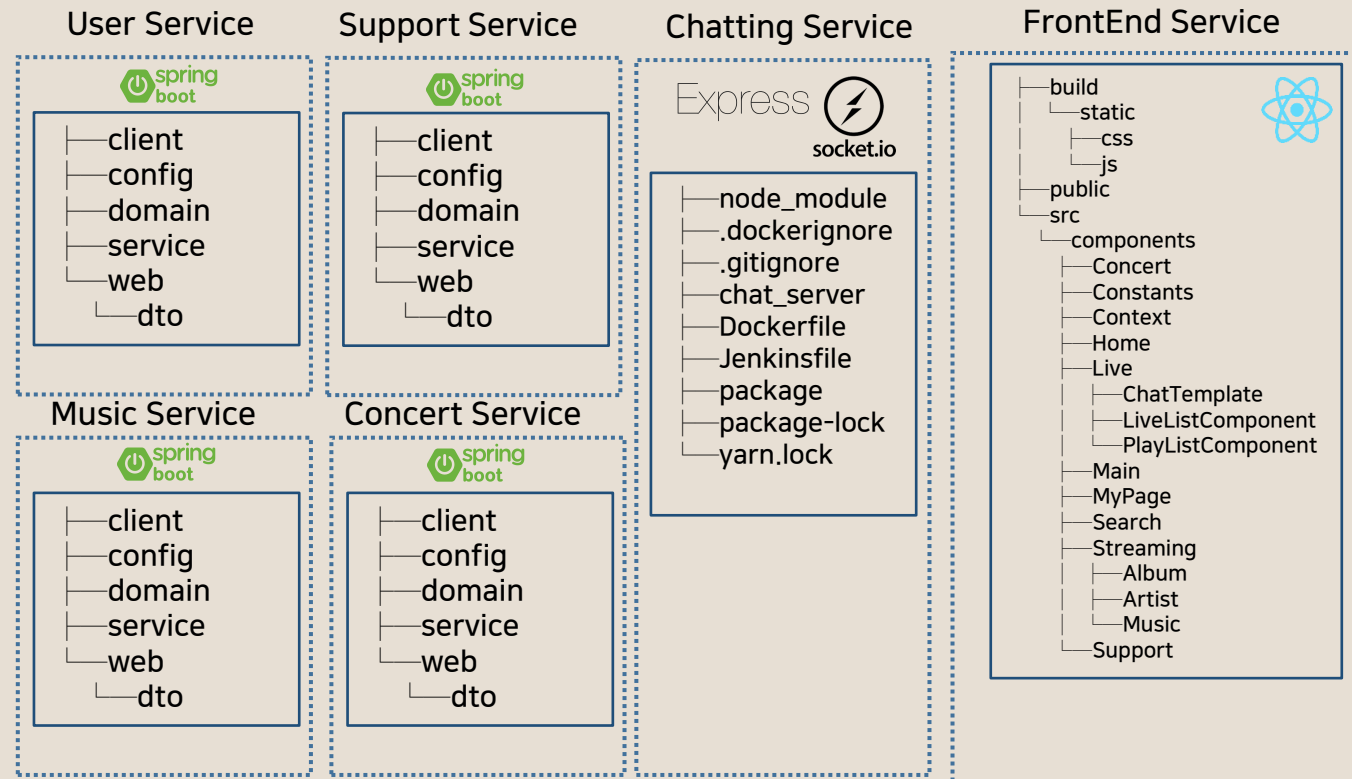 User Service
spring
boot
├──client
├──config
├──domain
├──service
└──web
└──dto
Support Service
spring
boot
├──client
├──config
├──domain
├──service
└──web
└──dto
Music Service
spring
boot
├──client
├──config
├──domain
├──service
└──web
└──dto
Concert Service
spring
boot
├──client
├──config
├──domain
├──service
└──web
└──dto
Chatting Service
Express
socket.io
├──node_module
├──.dockerignore
├──.gitignore
├──chat_server
├──Dockerfile
├──Jenkinsfile
├──package
├──package-lock
└──yarn.lock
FrontEnd Service
├──build
│ └──static
│ ├──css
│ └──js
├──public
└──src
└──components
├──Concert
├──Constants
├──Context
├──Home
├──Live
│ ├──ChatTemplate
│ ├──LiveListComponent
│ └──PlayListComponent
├──Main
├──MyPage
├──Search
├──Streaming
│ ├──Album
│ ├──Artist
│ └──Music
└──Support